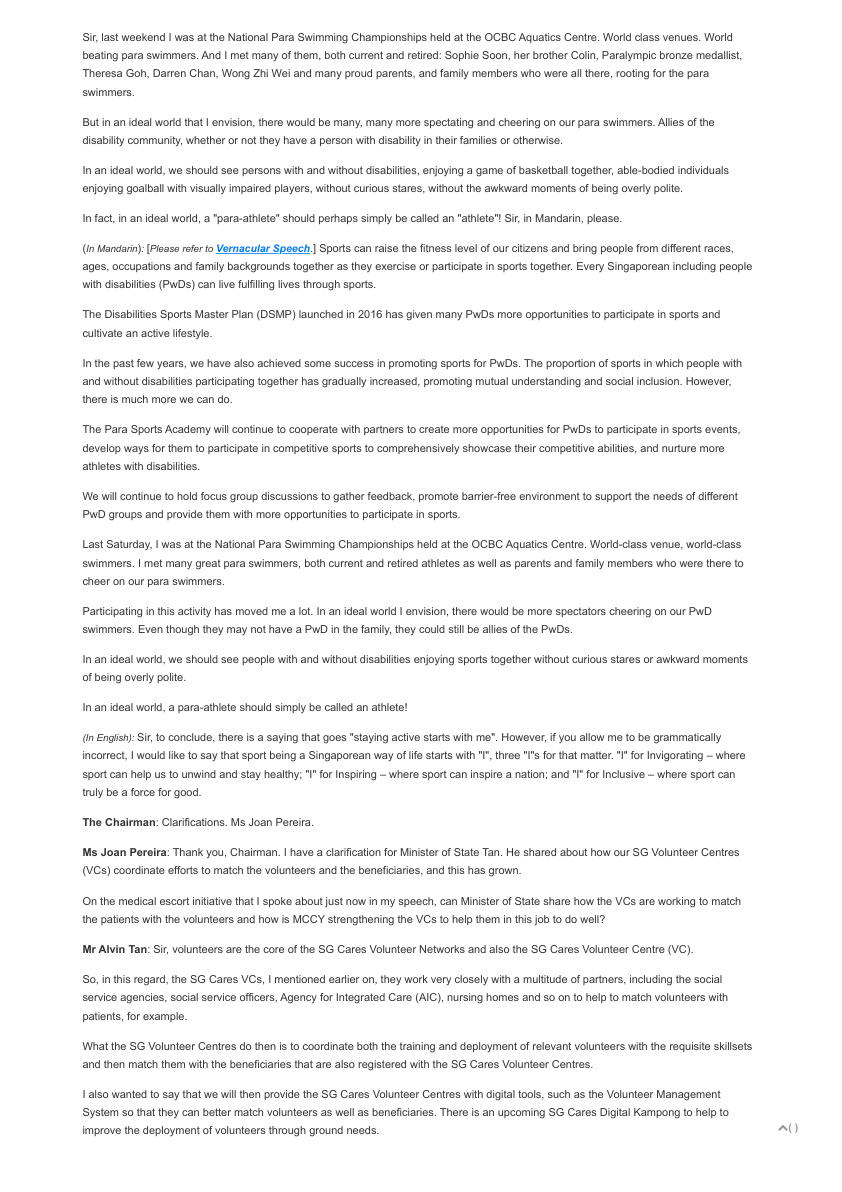 Sir, last weekend I was at the National Para Swimming Championships held at the OCBC Aquatics Centre. World class venues. World
beating para swimmers. And I met many of them, both current and retired: Sophie Soon, her brother Colin, Paralympic bronze medallist,
Theresa Goh, Darren Chan, Wong Zhi Wei and many proud parents, and family members who were all there, rooting for the para
swimmers.
But in an ideal world that I envision, there would be many, many more spectating and cheering on our para swimmers. Allies of the
disability community, whether or not they have a person with disability in their families or otherwise.
In an ideal world, we should see persons with and without disabilities, enjoying a game of basketball together, able-bodied individuals
enjoying goalball with visually impaired players, without curious stares, without the awkward moments of being overly polite.
In fact, in an ideal world, a "para-athlete" should perhaps simply be called an "athlete"! Sir, in Mandarin, please.
(In Mandarin): [Please refer to Vernacular Speech.] Sports can raise the fitness level of our citizens and bring people from different races,
ages, occupations and family backgrounds together as they exercise or participate in sports together. Every Singaporean including people
with disabilities (PwDs) can live fulfilling lives through sports.
The Disabilities Sports Master Plan (DSMP) launched in 2016 has given many PwDs more opportunities to participate in sports and
cultivate an active lifestyle.
In the past few years, we have also achieved some success in promoting sports for PwDs. The proportion of sports in which people with
and without disabilities participating together has gradually increased, promoting mutual understanding and social inclusion. However,
there is much more we can do.
The Para Sports Academy will continue to cooperate with partners to create more opportunities for PwDs to participate in sports events,
develop ways for them to participate in competitive sports to comprehensively showcase their competitive abilities, and nurture more
athletes with disabilities.
We will continue to hold focus group discussions to gather feedback, promote barrier-free environment to support the needs of different
PwD groups and provide them with more opportunities to participate in sports.
Last Saturday, I was at the National Para Swimming Championships held at the OCBC Aquatics Centre. World-class venue, world-class
swimmers. I met many great para swimmers, both current and retired athletes as well as parents and family members who were there to
cheer on our para swimmers.
Participating in this activity has moved me a lot. In an ideal world I envision, there would be more spectators cheering on our PwD
swimmers. Even though they may not have a PwD in the family, they could still be allies of the PwDs.
In an ideal world, we should see people with and without disabilities enjoying sports together without curious stares or awkward moments
of being overly polite.
In an ideal world, a para-athlete should simply be called an athlete!
(In English): Sir, to conclude, there is a saying that goes "staying active starts with me". However, if you allow me to be grammatically
incorrect, I would like to say that sport being a Singaporean way of life starts with "I", three "I"s for that matter. "I" for Invigorating – where
sport can help us to unwind and stay healthy; "I" for Inspiring – where sport can inspire a nation; and "I" for Inclusive – where sport can
truly be a force for good.
The Chairman: Clarifications. Ms Joan Pereira.
Ms Joan Pereira: Thank you, Chairman. I have a clarification for Minister of State Tan. He shared about how our SG Volunteer Centres
(VCs) coordinate efforts to match the volunteers and the beneficiaries, and this has grown.
On the medical escort initiative that I spoke about just now in my speech, can Minister of State share how the VCs are working to match
the patients with the volunteers and how is MCCY strengthening the VCs to help them in this job to do well?
Mr Alvin Tan: Sir, volunteers are the core of the SG Cares Volunteer Networks and also the SG Cares Volunteer Centre (VC).
So, in this regard, the SG Cares VCs, I mentioned earlier on, they work very closely with a multitude of partners, including the social
service agencies, social service officers, Agency for Integrated Care (AIC), nursing homes and so on to help to match volunteers with
patients, for example.
What the SG Volunteer Centres do then is to coordinate both the training and deployment of relevant volunteers with the requisite skillsets
and then match them with the beneficiaries that are also registered with the SG Cares Volunteer Centres.
I also wanted to say that we will then provide the SG Cares Volunteer Centres with digital tools, such as the Volunteer Management
System so that they can better match volunteers as well as beneficiaries. There is an upcoming SG Cares Digital Kampong to help to
improve the deployment of volunteers through ground needs.
( )